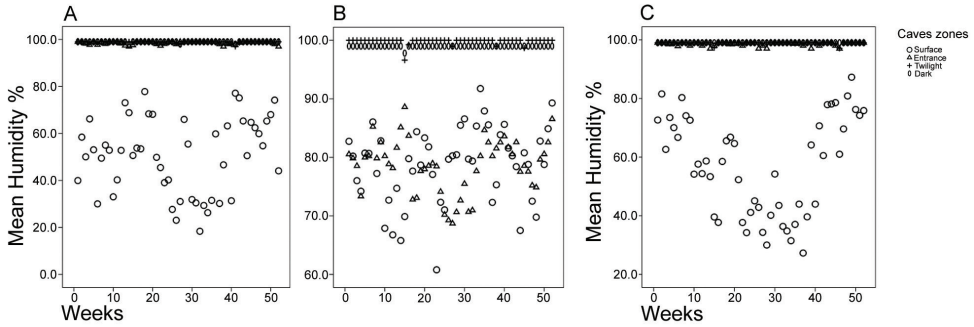 A
B
C
Caves zones
Surface
Entrance
Twilight
Dark
Mean Humidity %
100.0
80.0
60.0
40.0
20.0
0.0
0 10 20 30 40 50
Weeks
100.0
90.0
80.0
70.0
60.0
0 10 20 30 40 50
Mean Humidity %
100.0
80.0
60.0
40.0
20.0
0 10 20 30 40 50
Weeks